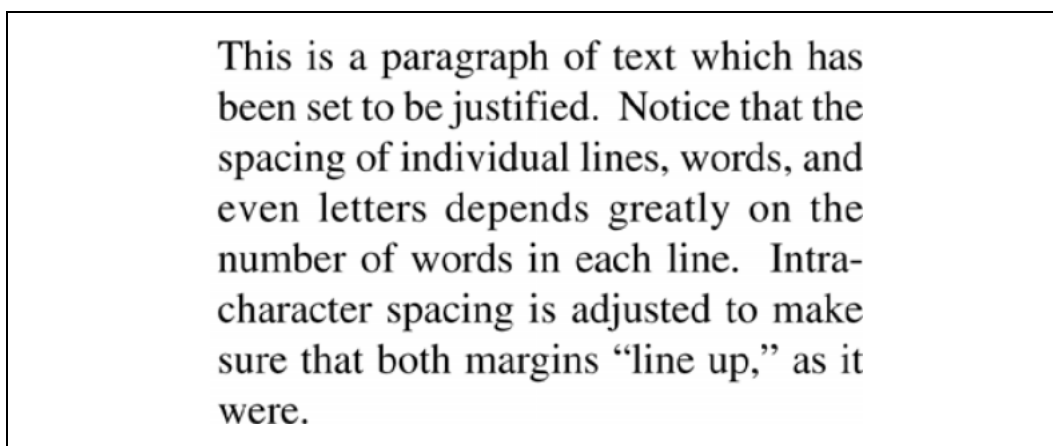 This is a paragraph of text which has
been set to be justified. Notice that the
spacing of individual lines, words, and
even letters depends greatly on the
number of words in each line. Intra-
character spacing is adjusted to make
sure that both margins “line up,” as it
were.